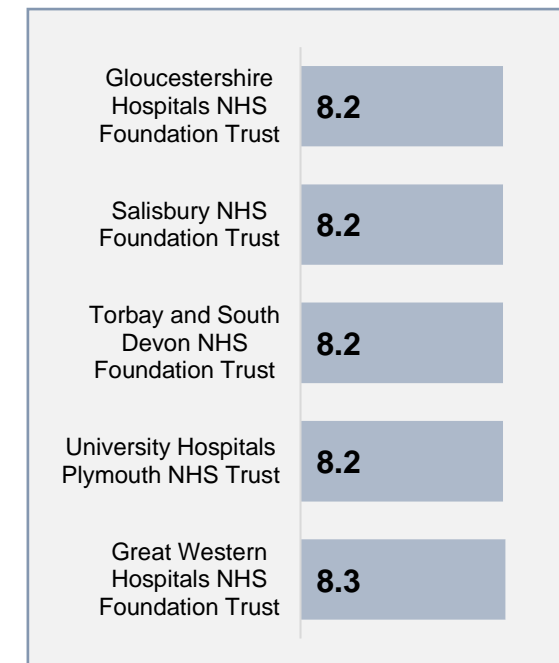 Gloucestershire
Hospitals NHS
Foundation Trust
8.2
Salisbury NHS
Foundation Trust
8.2
Torbay and South
Devon NHS
Foundation Trust
8.2
University Hospitals
Plymouth NHS Trust
8.2
Great Western
Hospitals NHS
Foundation Trust
8.3